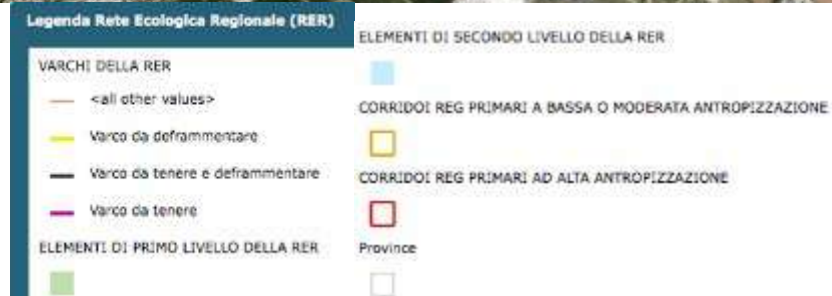 Legenda Rete Ecologica Regionale (RER)
VARCHI DELLA RER
<all other values>
Varco da deframmentare
Varco da tenere e deframmentare
Varco da tenere
ELEMENTI DI PRIMO LIVELLO DELLA RER
ELEMENTI DI SECONDO LIVELLO DELLA RER
CORRIDOI REG PRIMARI A BASSA O MODERATA ANTROPIZZAZIONE
CORRIDOI REG PRIMARI AD ALTA ANTROPIZZAZIONE
Province